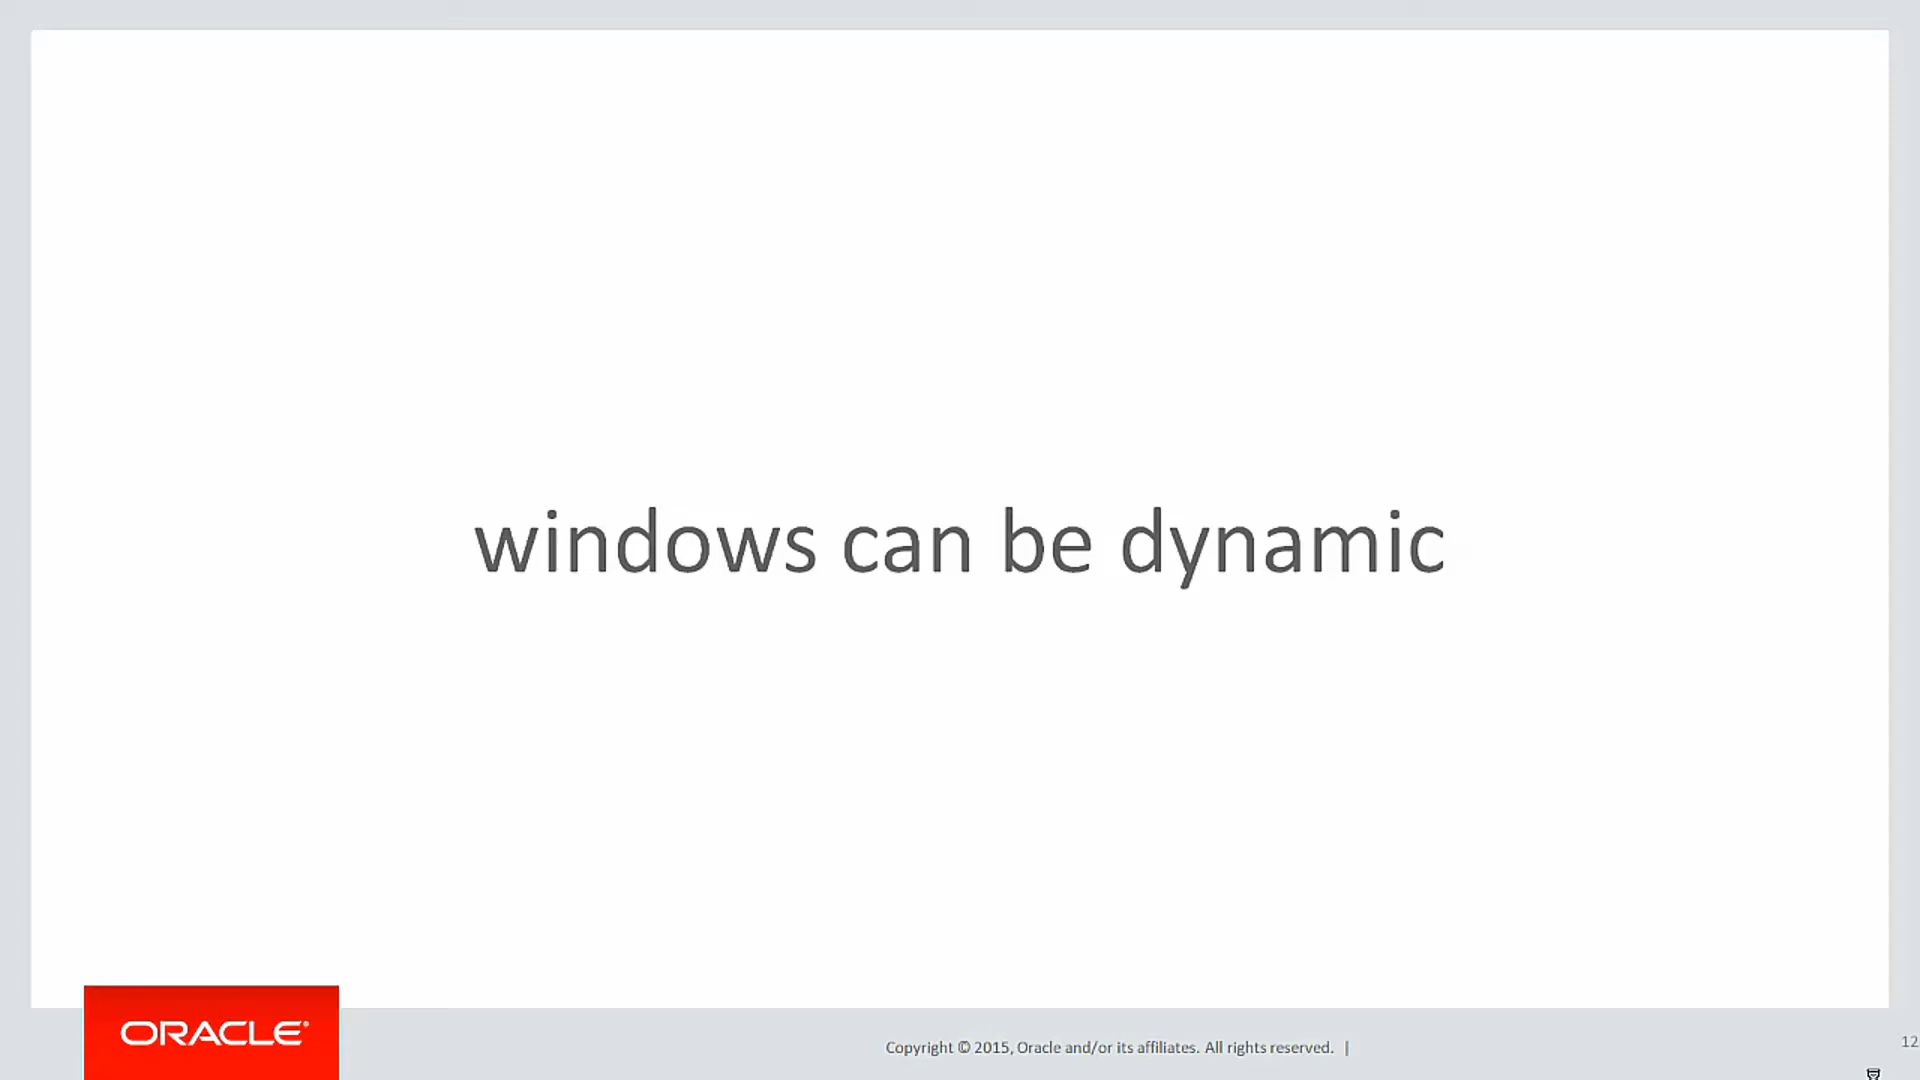 windows can be dynamic
ORACLE®
Copyright © 2015, Oracle and/or its affiliates. All rights reserved. |
12